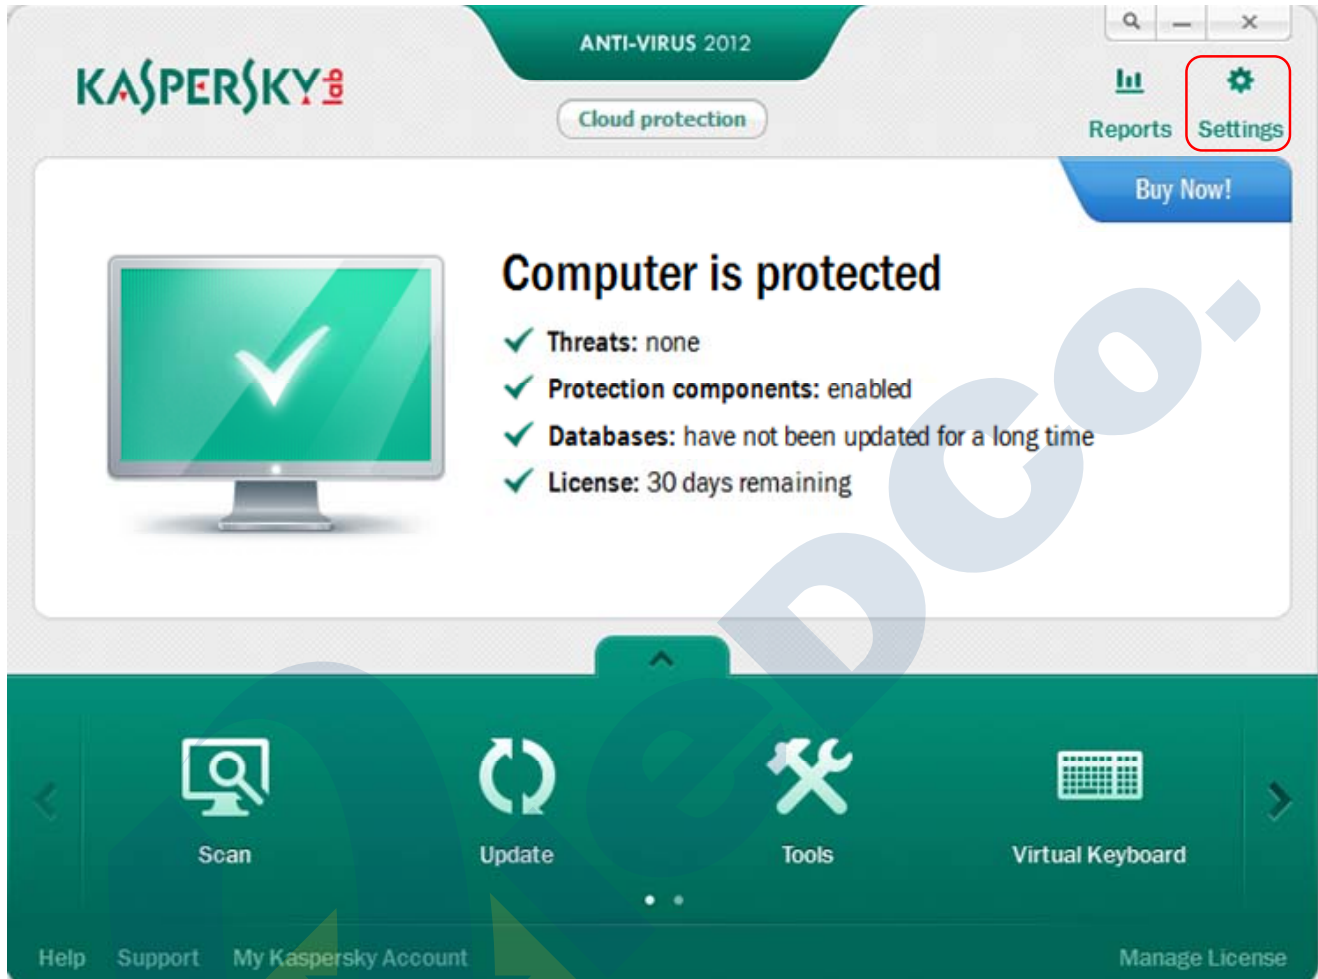 ANTI-VIRUS 2012
KASPERSKY lab
Cloud protection
Reports
Settings
Buy Now!
Computer is protected
Threats: none
Protection components: enabled
Databases: have not been updated for a long time
License: 30 days remaining
Scan
Update
Tools
Virtual Keyboard
Help
Support
My Kaspersky Account
Manage License